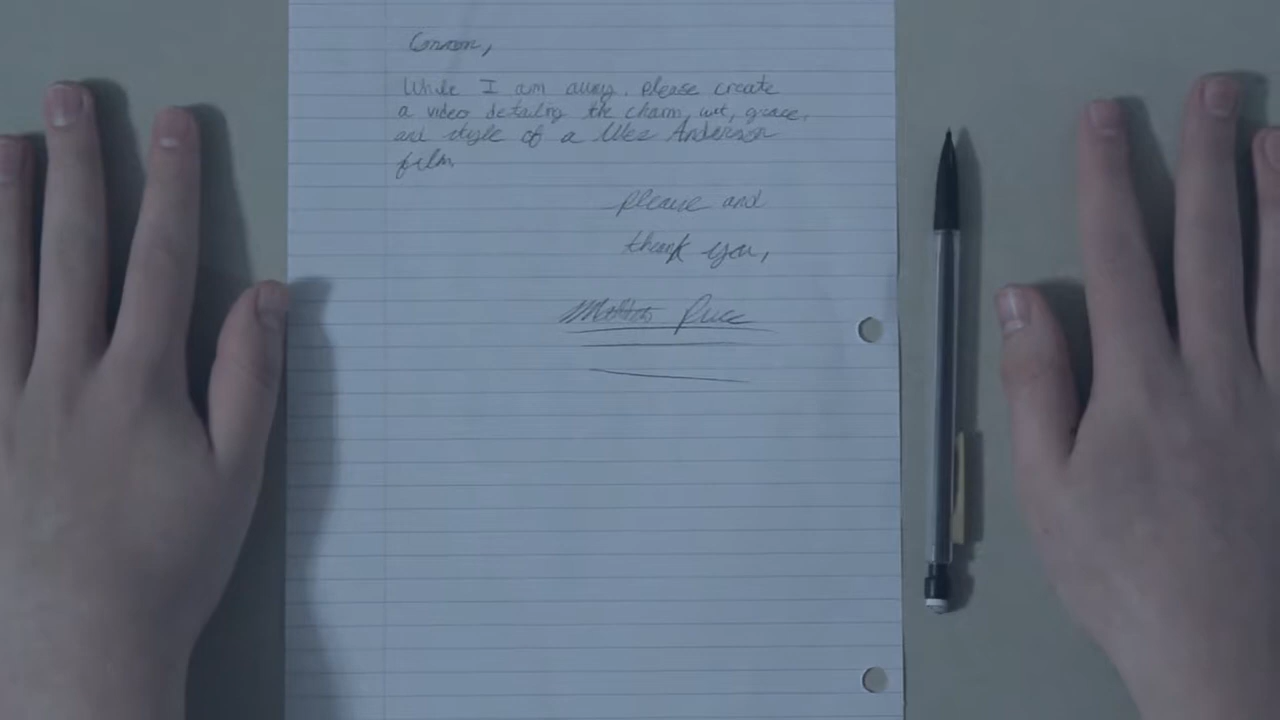 While I am away, please create
a video detailing the charm, wit, grace,
and style of a Wes Anderson
film
please and
thank you,